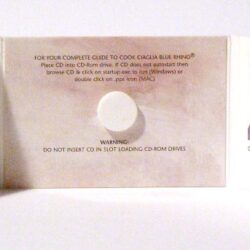 FOR YOUR COMPLETE GUIDE TO COOK CIAGLIA BLUE RHINO®
Place CD into CD-Rom drive. If CD does not autostart then
browse CD & click on startup.exe to run (Windows) or
double click on .pps icon (MAC)
WARNING:
DO NOT INSERT CD IN SLOT LOADING CD-ROM DRIVES